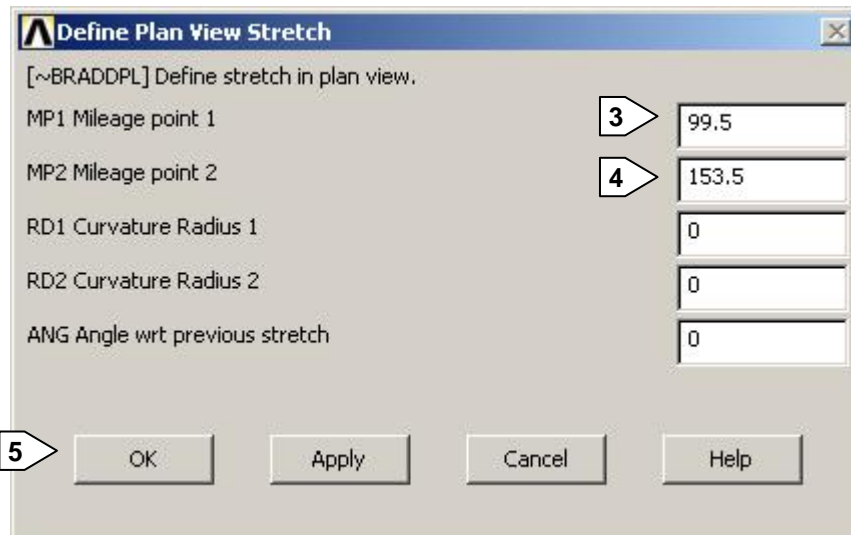 Define Plan View Stretch
[~BRADDPL] Define stretch in plan view.
MP1 Mileage point 1
3
99.5
MP2 Mileage point 2
4
153.5
RD1 Curvature Radius 1
0
RD2 Curvature Radius 2
0
ANG Angle wrt previous stretch
0
5
OK
Apply
Cancel
Help